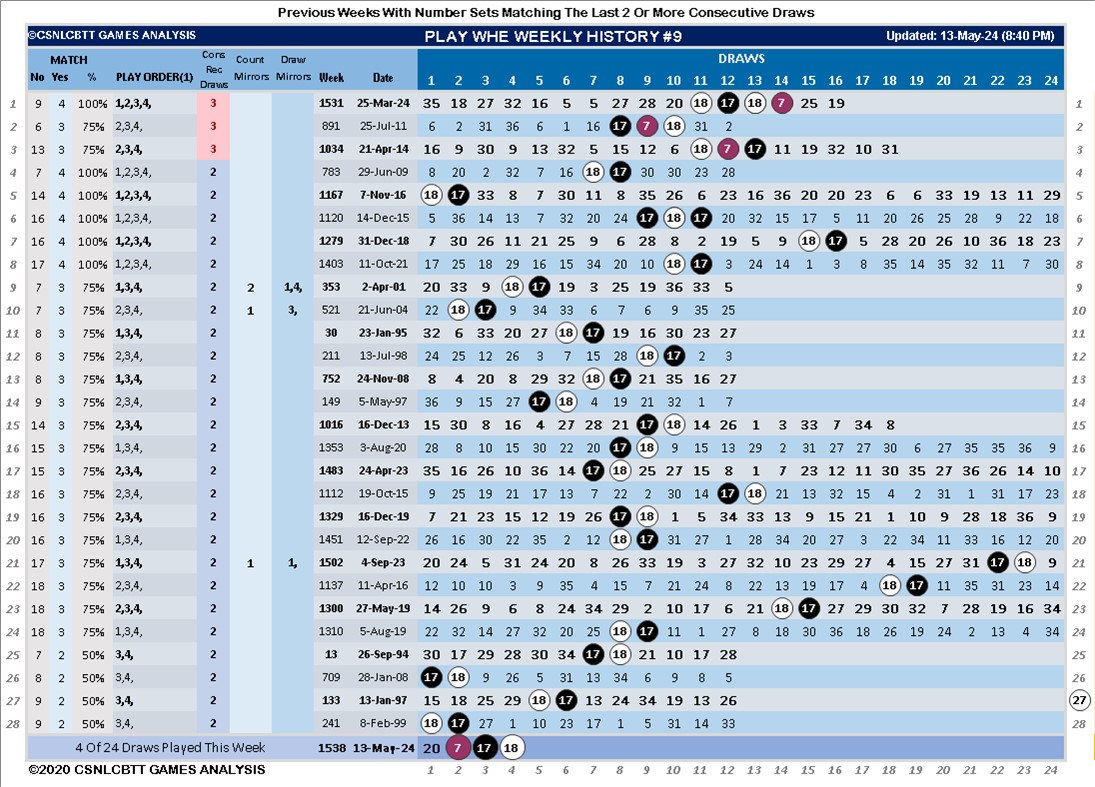 Previous Weeks With Number Sets Matching The Last 2 Or More Consecutive Draws
©CSNLCBTT GAMES ANALYSIS PLAY WHE WEEKLY HISTORY #9 Updated: 13-May-24 (8:40 PM)
MATCH Cons Count Draw DRAWS
No Yes % PLAY ORDER(1) Rec Mirrors Mirrors Week Date 1 2 3 4 5 6 7 8 9 10 11 12 13 14 15 16 17 18 19 20 21 22 23 24
Draws
1 9 4 100% 1,2,3,4, 3 1531 25-Mar-24 35 18 27 32 16 5 5 27 28 20 18 17 18 7 25 16 19 1
2 6 3 75% 2,3,4, 3 891 25-Jul-11 6 2 31 36 6 1 16 17 7 18 31 2 2
3 13 3 75% 2,3,4, 3 1034 21-Apr-14 16 9 30 9 13 32 5 15 12 6 18 7 17 11 19 32 10 31 3
4 7 4 100% 1,2,3,4, 2 783 29-Jun-09 8 20 2 32 7 16 18 17 30 30 23 28 4
5 14 4 100% 1,2,3,4, 2 1167 7-Nov-16 18 17 33 8 7 30 11 8 35 26 6 23 16 36 20 20 23 6 6 33 19 13 11 29 5
6 16 4 100% 1,2,3,4, 2 1120 14-Dec-15 5 36 14 13 7 32 20 24 17 18 17 20 32 15 17 5 11 20 26 25 28 9 22 18 6
7 16 4 100% 1,2,3,4, 2 1279 31-Dec-18 7 30 26 11 21 25 9 6 28 8 2 19 5 9 18 17 5 28 20 26 10 36 18 23 7
8 17 4 100% 1,2,3,4, 2 1403 11-Oct-21 17 25 18 29 16 15 34 20 10 18 17 3 24 14 1 3 8 35 14 35 32 11 7 30 8
9 7 3 75% 1,3,4, 2 2 1,4, 353 2-Apr-01 20 33 9 18 17 19 3 25 19 36 33 5 9
10 7 3 75% 2,3,4, 2 1 3, 521 21-Jun-04 22 18 17 9 34 33 6 7 6 9 35 25 10
11 8 3 75% 1,3,4, 2 30 23-Jan-95 32 6 33 20 27 18 17 19 16 30 23 27 11
12 8 3 75% 2,3,4, 2 211 13-Jul-98 24 25 12 26 3 7 15 28 18 17 2 3 12
13 8 3 75% 1,3,4, 2 752 24-Nov-08 8 4 20 8 29 32 18 17 21 35 16 27 13
14 9 3 75% 2,3,4, 2 149 5-May-97 36 9 15 27 17 18 4 19 21 32 1 7 14
15 14 3 75% 2,3,4, 2 1016 16-Dec-13 15 30 8 16 4 27 28 21 17 18 14 26 1 3 33 7 34 8 15
16 15 3 75% 1,3,4, 2 1353 3-Aug-20 28 8 10 15 30 22 20 17 18 9 15 13 29 2 31 27 30 6 27 35 35 36 9 16
17 15 3 75% 2,3,4, 2 1483 24-Apr-23 35 16 26 10 36 14 17 18 25 27 15 8 1 7 23 12 11 30 35 27 36 26 14 10 17
18 16 3 75% 2,3,4, 2 1112 19-Oct-15 9 25 19 21 17 13 7 22 2 30 14 17 18 21 13 32 15 4 2 31 1 31 17 23 18
19 16 3 75% 2,3,4, 2 1329 16-Dec-19 7 21 23 15 12 19 26 17 18 1 5 34 33 13 9 15 21 1 10 9 28 18 36 9 19
20 16 3 75% 1,3,4, 2 1451 12-Sep-22 26 16 30 22 35 2 12 18 17 31 27 1 28 34 20 27 3 22 34 11 33 16 12 20 20
21 17 3 75% 1,3,4, 2 1 1, 1502 4-Sep-23 20 24 5 31 24 20 8 26 33 19 3 27 32 10 23 29 27 4 15 27 31 17 18 9 21
22 18 3 75% 2,3,4, 2 1137 11-Apr-16 12 10 10 3 9 35 4 15 7 21 24 8 22 13 19 17 4 18 17 11 35 31 23 14 22
23 18 3 75% 2,3,4, 2 1300 27-May-19 14 26 9 6 8 24 34 29 2 10 17 6 21 18 17 27 29 30 32 7 28 19 16 34 23
24 18 3 75% 1,3,4, 2 1310 5-Aug-19 22 32 14 27 32 20 25 18 17 11 1 27 8 18 30 36 18 26 19 24 2 13 4 34 24
25 7 2 50% 3,4, 2 13 26-Sep-94 30 17 29 28 30 34 17 18 21 10 17 28 25
26 8 2 50% 3,4, 2 709 28-Jan-08 17 18 9 26 5 31 13 34 6 9 8 5 26
27 9 2 50% 3,4, 2 133 13-Jan-97 15 18 25 29 18 17 13 24 34 19 13 26 27
28 9 2 50% 3,4, 2 241 8-Feb-99 18 17 27 1 10 23 17 1 5 31 14 33 28
4 Of 24 Draws Played This Week 1538 13-May-24 20 7 17 18
©2020 CSNLCBTT GAMES ANALYSIS 1 2 3 4 5 6 7 8 9 10 11 12 13 14 15 16 17 18 19 20 21 22 23 24